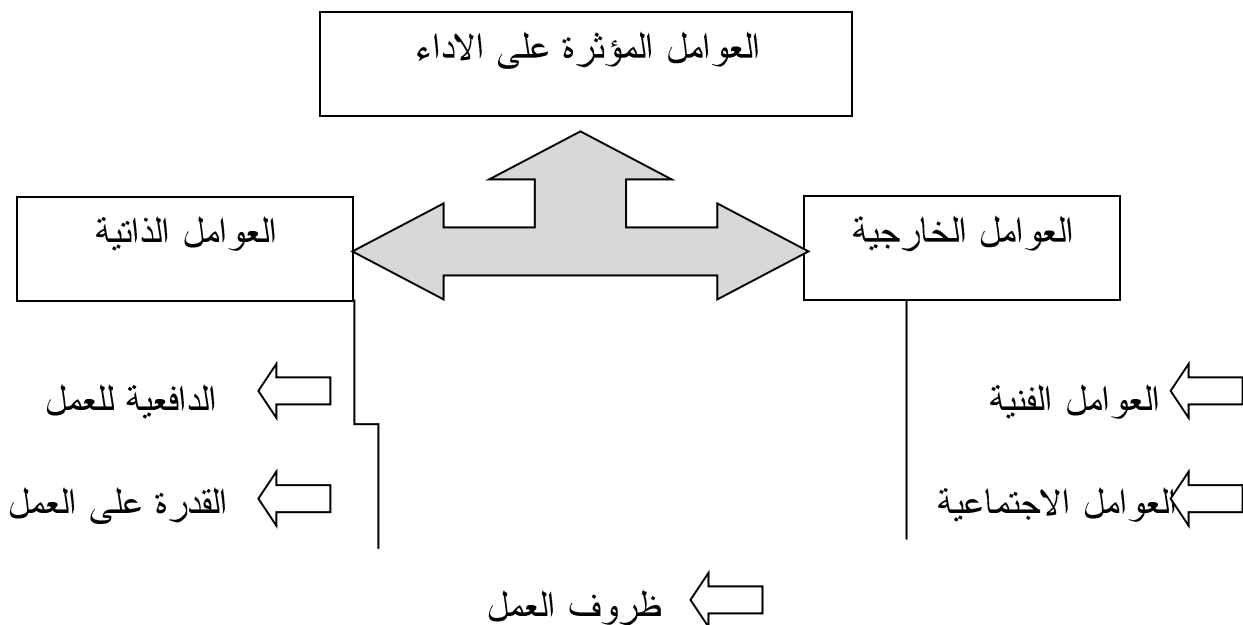 العوامل المؤثرة على الاداء
العوامل الخارجية
العوامل الذاتية
العوامل الفنية
الدافعية للعمل
العوامل الاجتماعية
القدرة على العمل
ظروف العمل